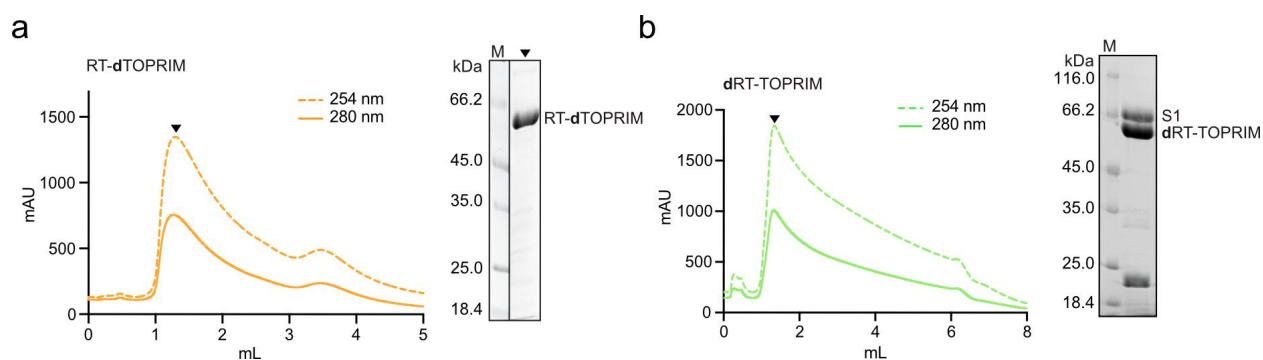 a
RT-dTOPRIM
254 nm
280 nm
mAU
1500
1000
500
0
0 1 2 3 4 5
mL
M
kDa
66.2
45.0
35.0
25.0
18.4
RT-dTOPRIM
b
dRT-TOPRIM
254 nm
280 nm
mAU
2000
1500
1000
500
0
0 2 4 6 8
mL
M
kDa
116.0
66.2
45.0
35.0
25.0
18.4
S1
dRT-TOPRIM